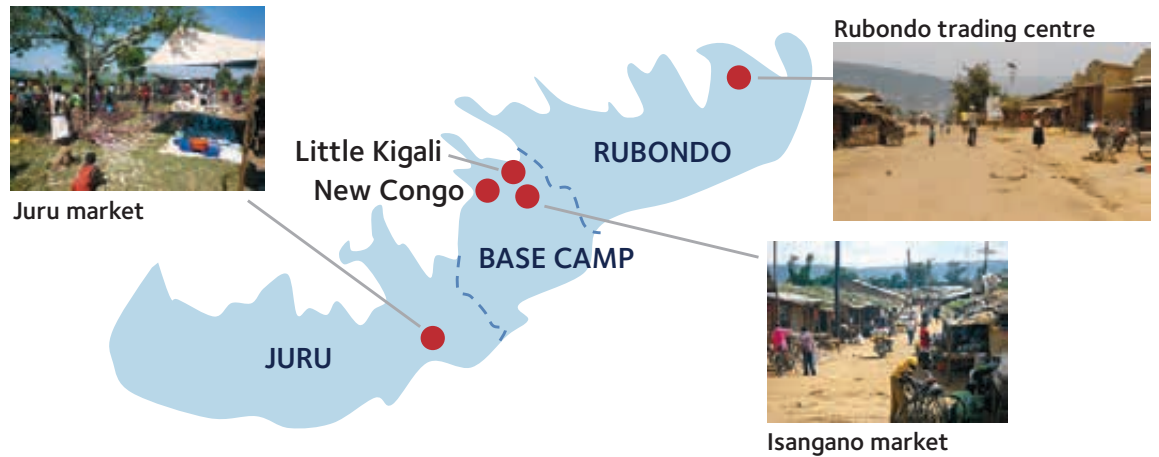 Rubondo trading centre
Little Kigali
RUBONDO
New Congo
Juru market
BASE CAMP
JURU
Isangano market